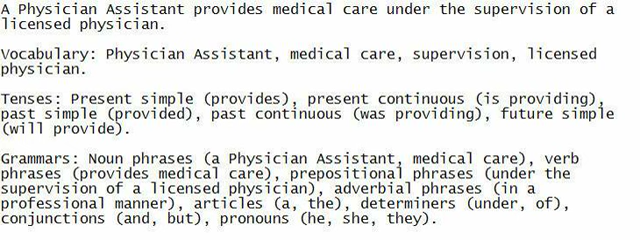 A Physician Assistant provides medical care under the supervision of a
licensed physician.
Vocabulary: Physician Assistant, medical care, supervision, licensed
physician.
Tenses: Present simple (provides), present continuous (is providing),
past simple (provided), past continuous (was providing), future simple
(will provide).
Grammars: Noun phrases (a Physician Assistant, medical care), verb
phrases (provides medical care), prepositional phrases (under the
supervision of a licensed physician), adverbial phrases (in a
professional manner), articles (a, the), determiners (under, of),
conjunctions (and, but), pronouns (he, she, they).